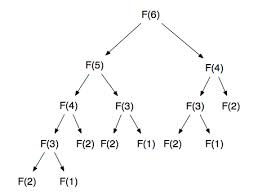 F(6)
F(5) F(4)
F(4) F(3) F(3) F(2)
F(3) F(2) F(2) F(1) F(2) F(1)
F(2) F(1)